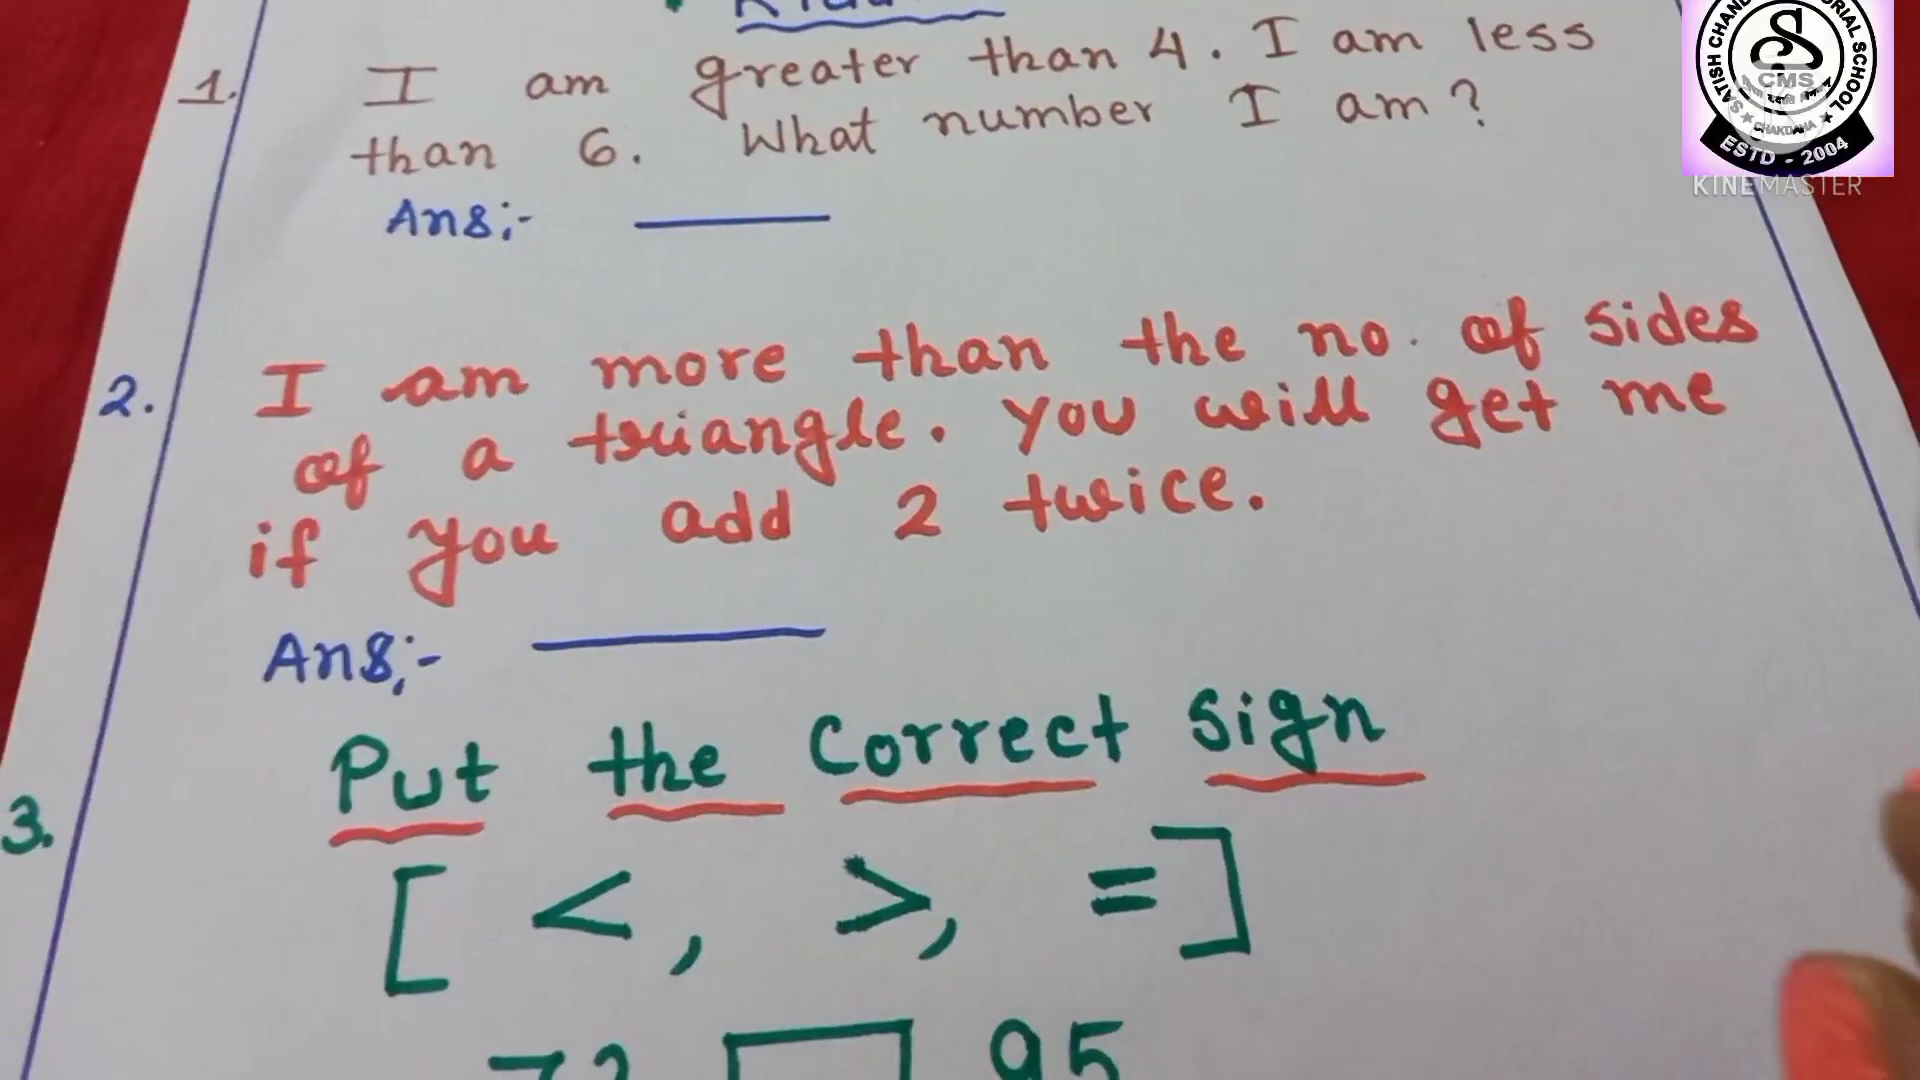 1. I am greater than 4. I am less
than 6. What number I am?
Ans:-
2. I am more than the no. of sides
of a triangle. You will get me
if you add 2 twice.
Ans:-
3. Put the Correct Sign
[ <, >, = ]
95
CMS
CHAKDAHA
ESTD - 2004
KINEMASTER